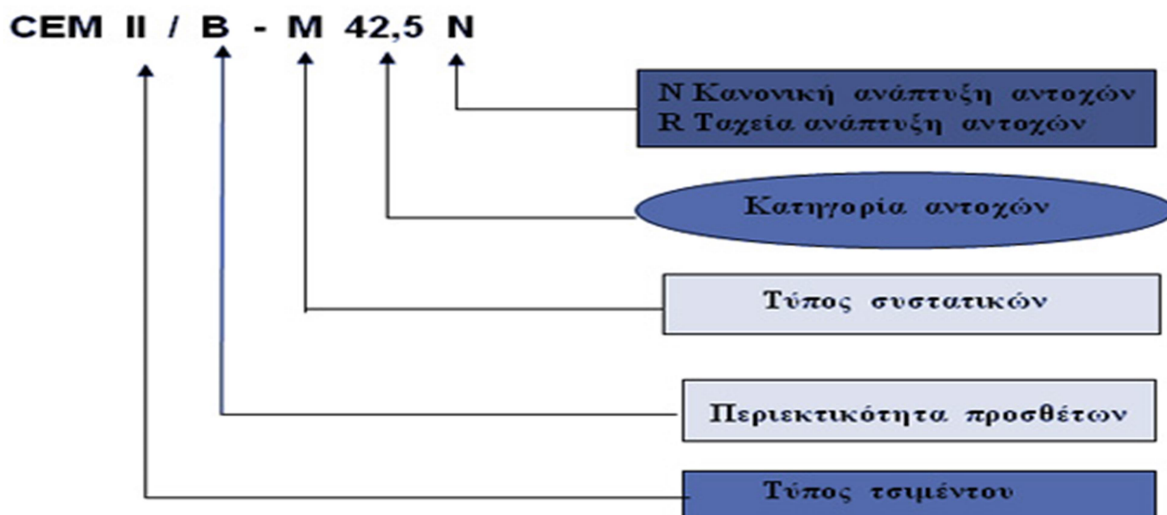 CEM II / B - M 42,5 N
N Κανονική ανάπτυξη αντοχών
R Ταχεία ανάπτυξη αντοχών
Κατηγορία αντοχών
Τύπος συστατικών
Περιεκτικότητα προσθέτων
Τύπος τσιμέντου